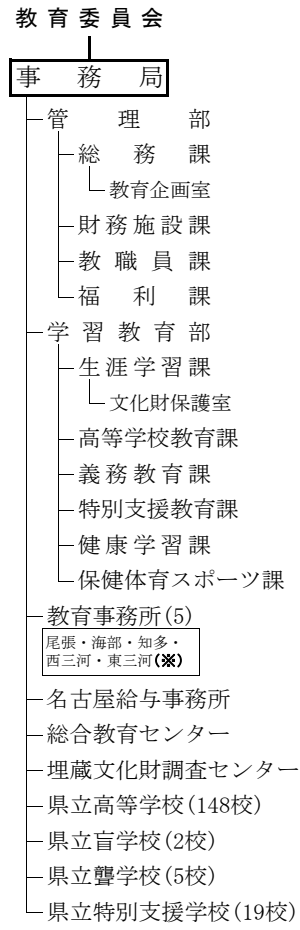 教育委員会
事務局
管理部
総務課
教育企画室
財務施設課
教職員課
福利課
学習教育部
生涯学習課
文化財保護室
高等学校教育課
義務教育課
特別支援教育課
健康学習課
保健体育スポーツ課
教育事務所(5)
尾張・海部・知多・
西三河・東三河(※)
名古屋給与事務所
総合教育センター
埋蔵文化財調査センター
県立高等学校(148校)
県立盲学校(2校)
県立聾学校(5校)
県立特別支援学校(19校)